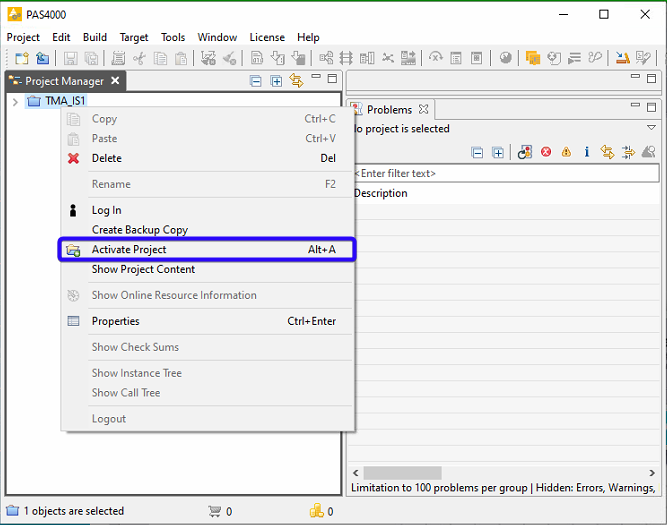 PAS4000
Project Edit Build Target Tools Window License Help
Project Manager
TMA_IS1
Copy Ctrl+C
Paste Ctrl+V
Delete Del
Rename F2
Log In
Create Backup Copy
Activate Project Alt+A
Show Project Content
Show Online Resource Information
Properties Ctrl+Enter
Show Check Sums
Show Instance Tree
Show Call Tree
Logout
Problems
No project is selected
<Enter filter text>
Description
Limitation to 100 problems per group | Hidden: Errors, Warnings,
1 objects are selected 0 0